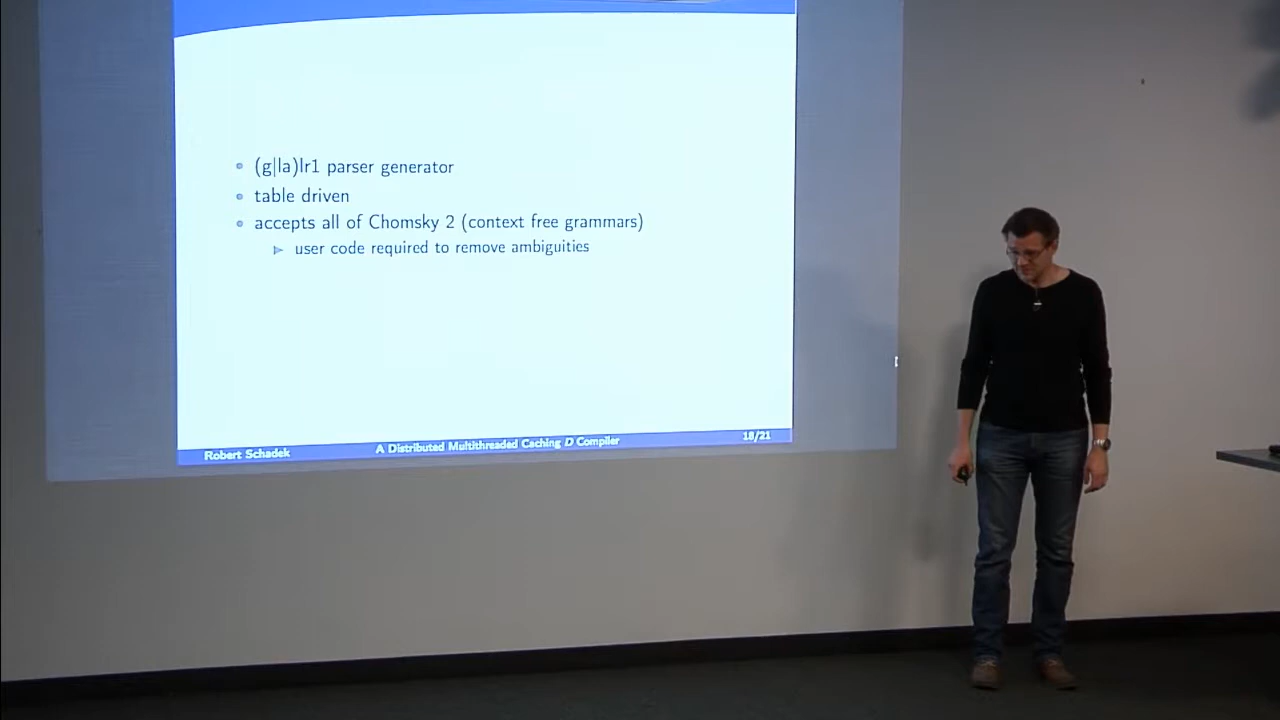 (g|la)lr1 parser generator
table driven
accepts all of Chomsky 2 (context free grammars)
user code required to remove ambiguities
Robert Schadek
A Distributed Multithreaded Caching D Compiler
18/21